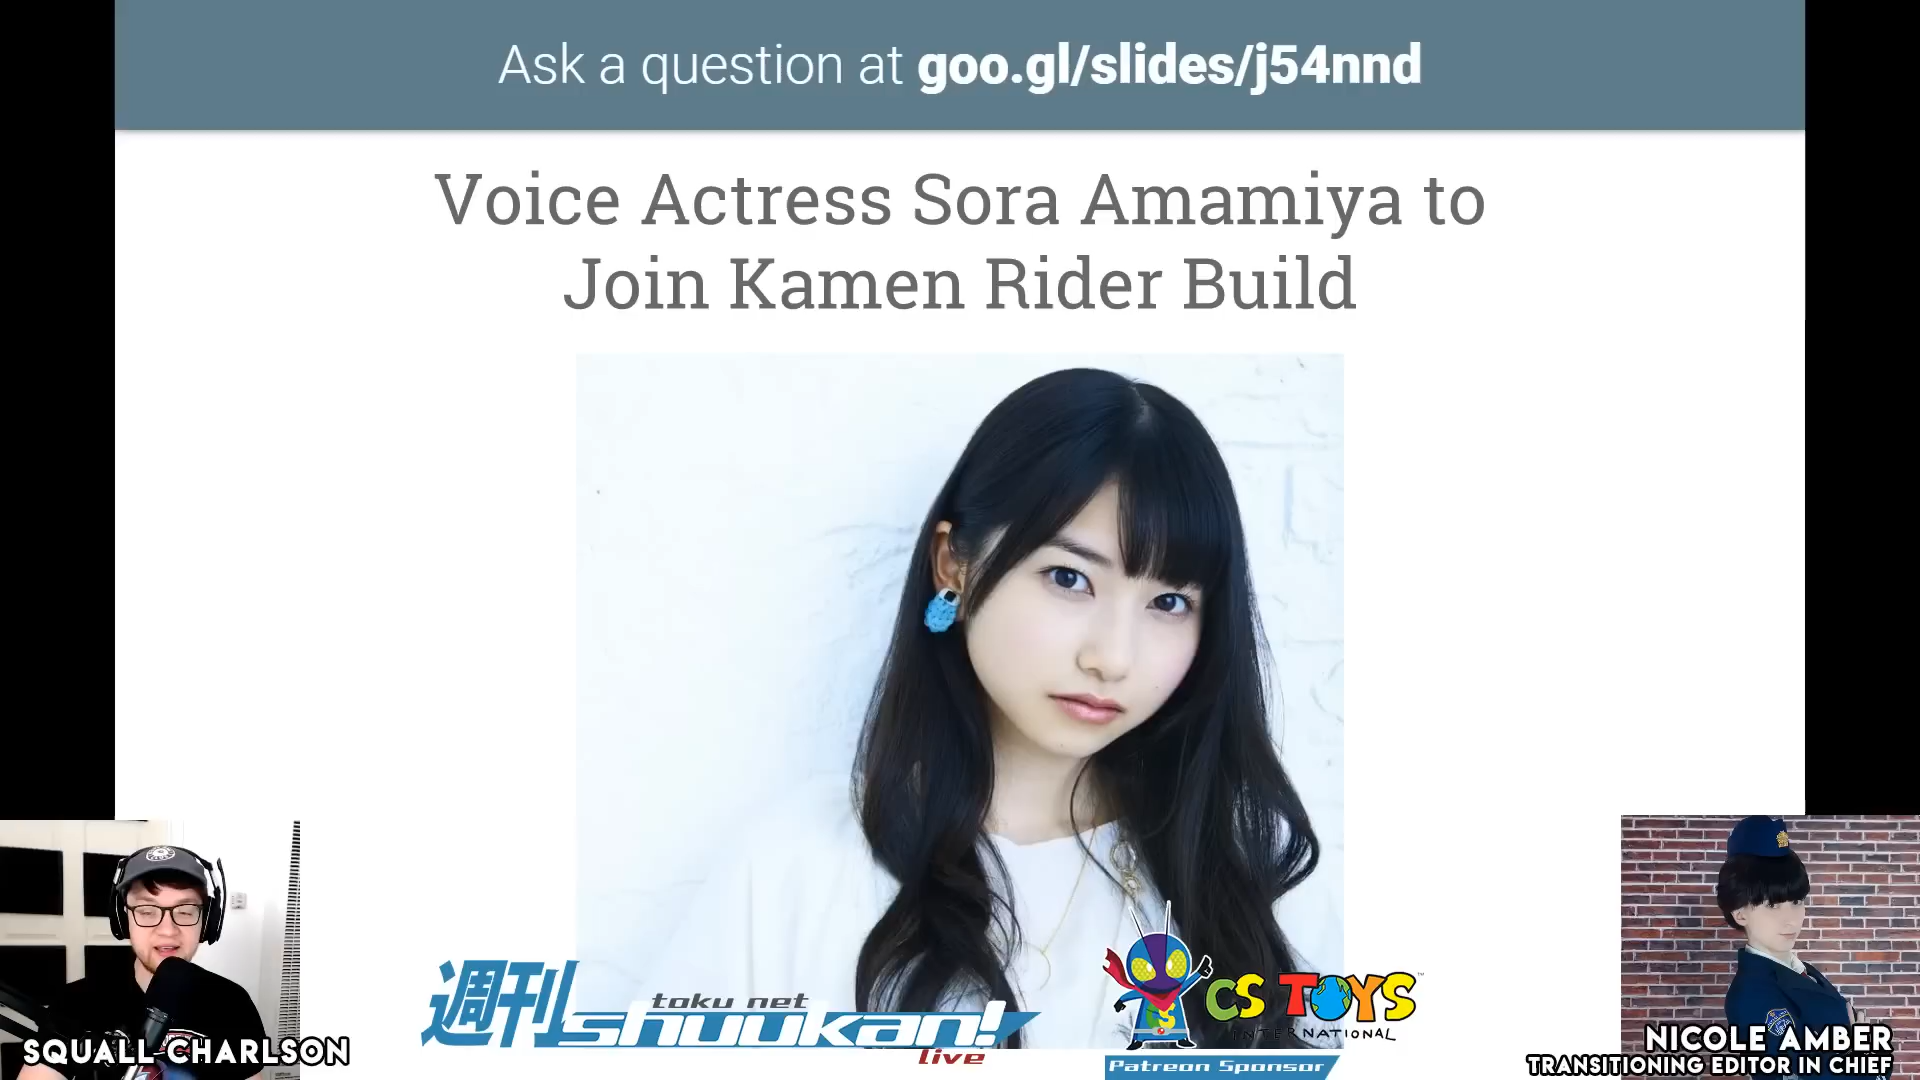 Ask a question at goo.gl/slides/j54nnd
Voice Actress Sora Amamiya to
Join Kamen Rider Build
週刊
toku net
shuukan!
live
CS TOYS
INTERNATIONAL
Patreon Sponsor
SQUALL CHARLSON
NICOLE AMBER
TRANSITIONING EDITOR IN CHIEF